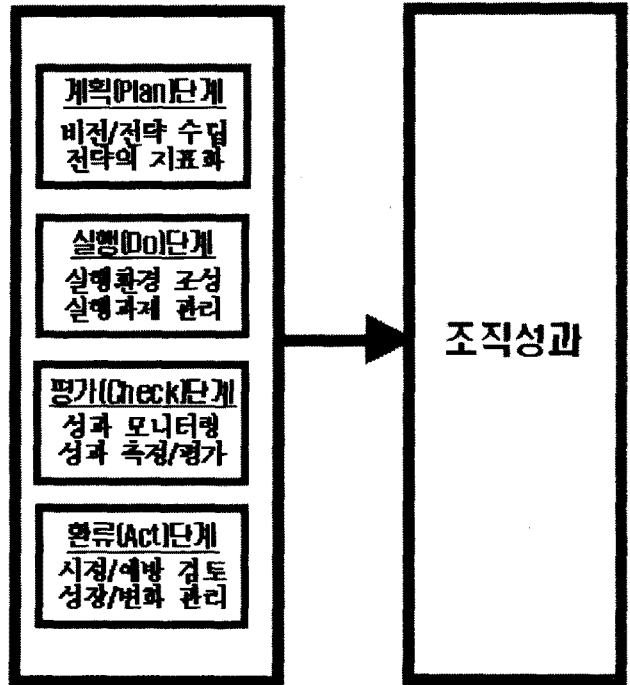 계획(Plan)단계
비전/전략 수립
전략의 지표화
실행(Do)단계
실행환경 조성
실행과제 관리
평가(Check)단계
성과 모니터링
성과 측정/평가
환류(Act)단계
시정/예방 검토
성장/변화 관리
조직성과